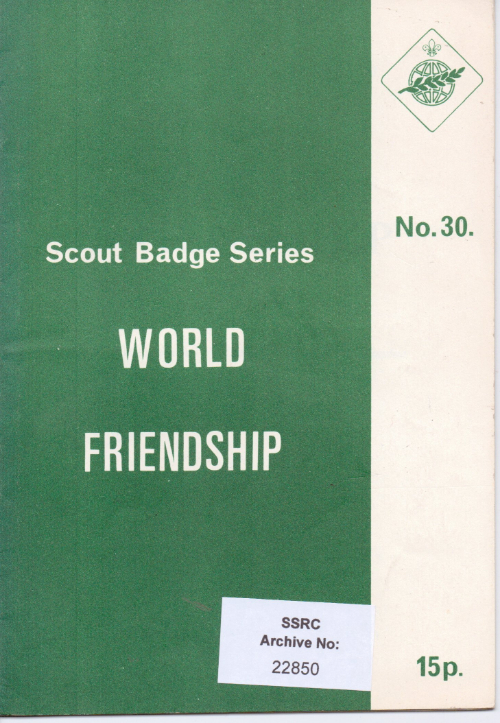 No.30.
Scout Badge Series
WORLD
FRIENDSHIP
SSRC
Archive No:
22850
15p.